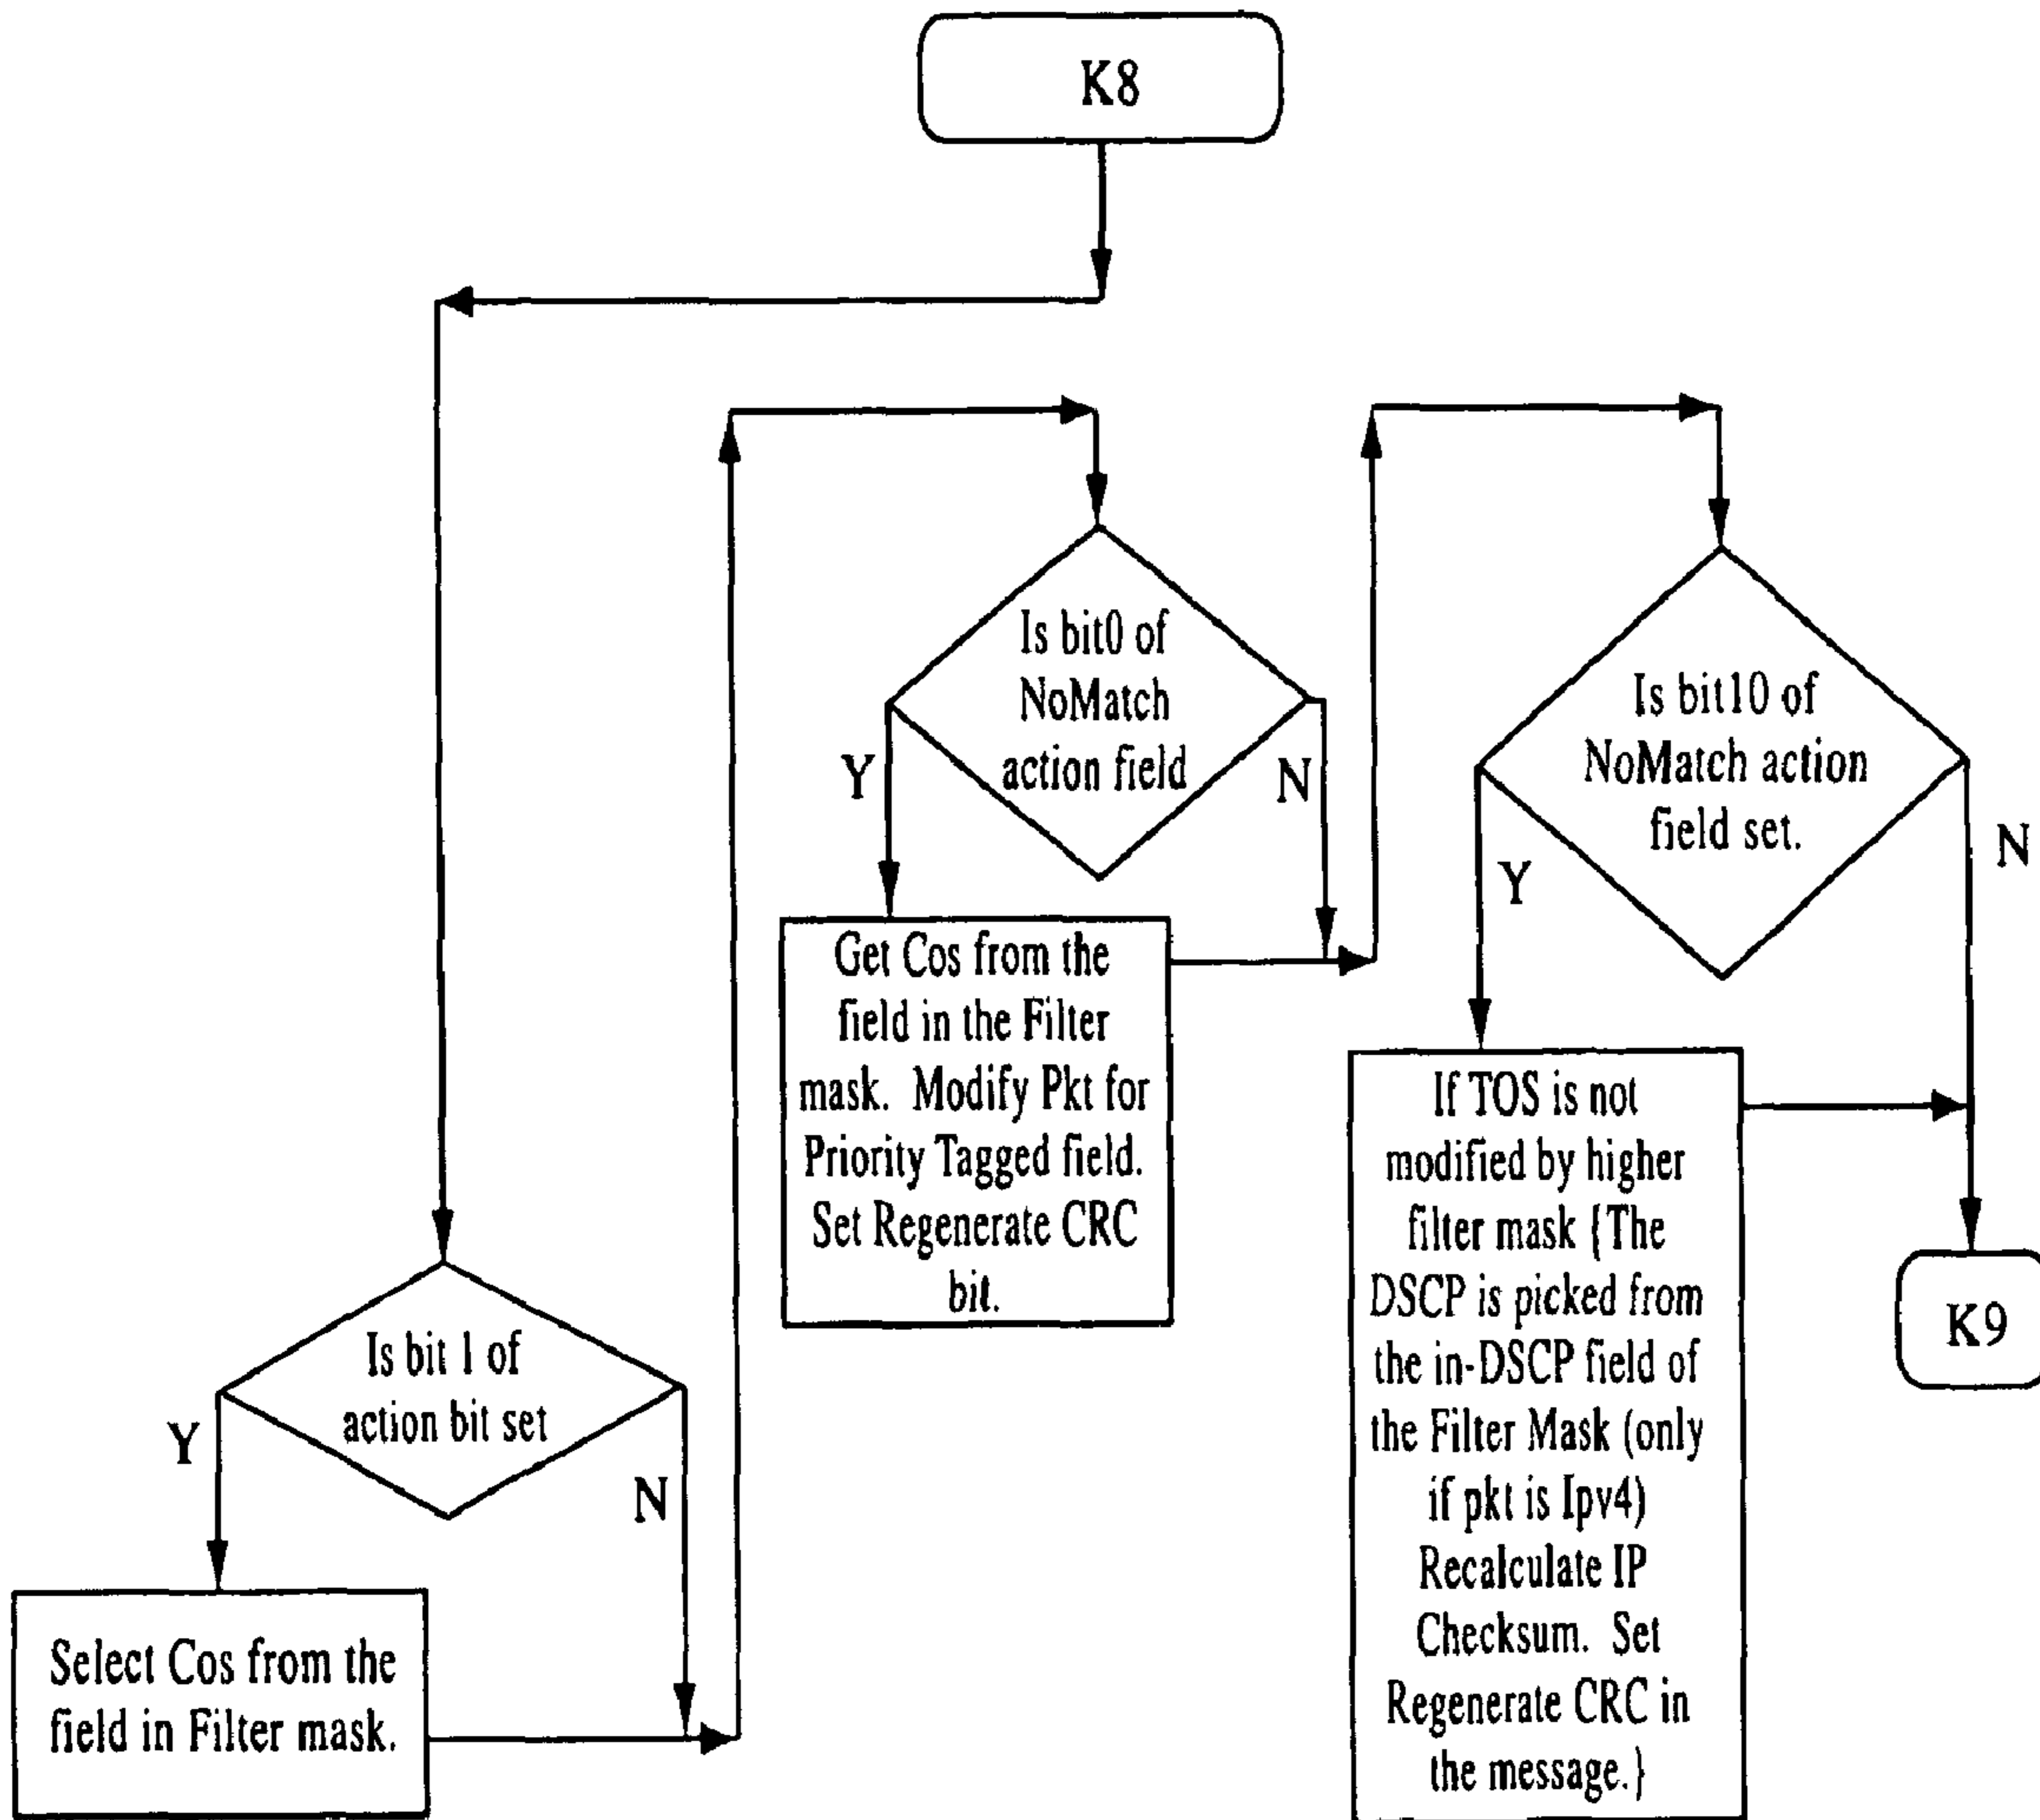 K8
Is bit 1 of
action bit set
Y
N
Select Cos from the
field in Filter mask.
Is bit0 of
NoMatch
action field
Y
N
Get Cos from the
field in the Filter
mask. Modify Pkt for
Priority Tagged field.
Set Regenerate CRC
bit.
Is bit10 of
NoMatch action
field set.
Y
N
If TOS is not
modified by higher
filter mask {The
DSCP is picked from
the in-DSCP field of
the Filter Mask (only
if pkt is Ipv4)
Recalculate IP
Checksum. Set
Regenerate CRC in
the message.}
K9